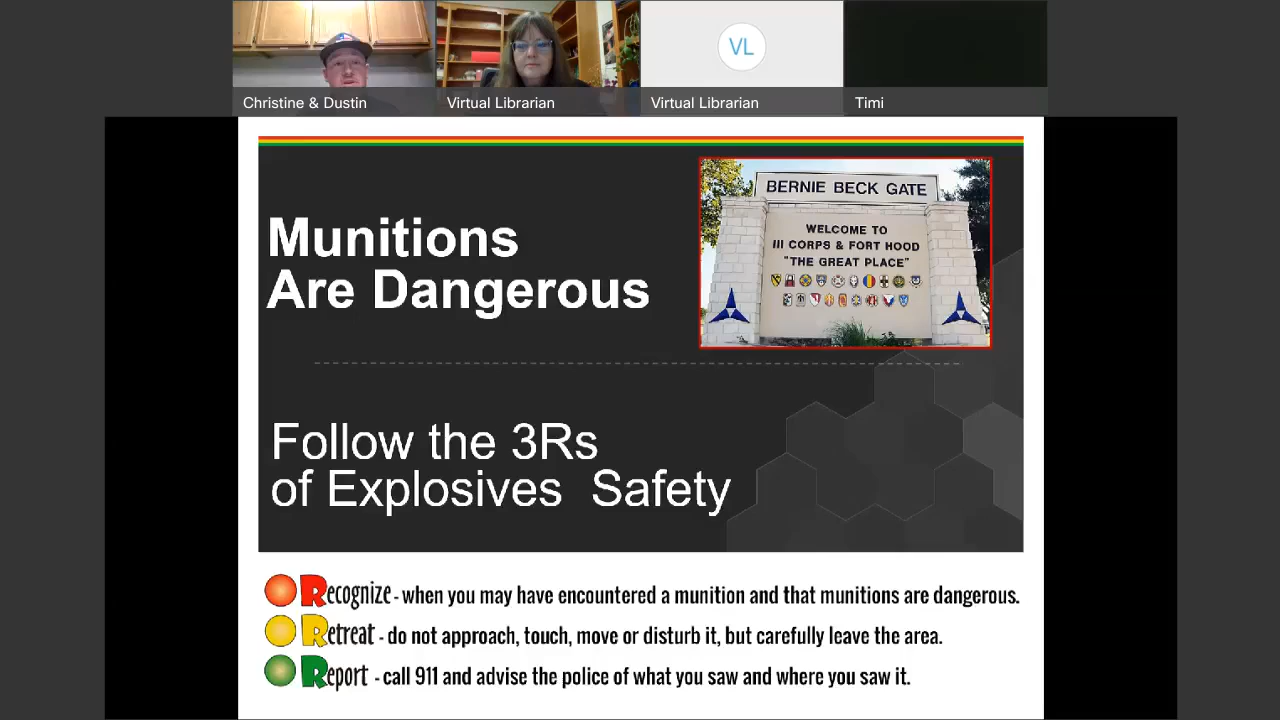 Christine & Dustin
Virtual Librarian
VL
Virtual Librarian
Timi
BERNIE BECK GATE
WELCOME TO
III CORPS & FORT HOOD
"THE GREAT PLACE"
Munitions
Are Dangerous
Follow the 3Rs
of Explosives  Safety
Recognize - when you may have encountered a munition and that munitions are dangerous.
Retreat - do not approach, touch, move or disturb it, but carefully leave the area.
Report - call 911 and advise the police of what you saw and where you saw it.